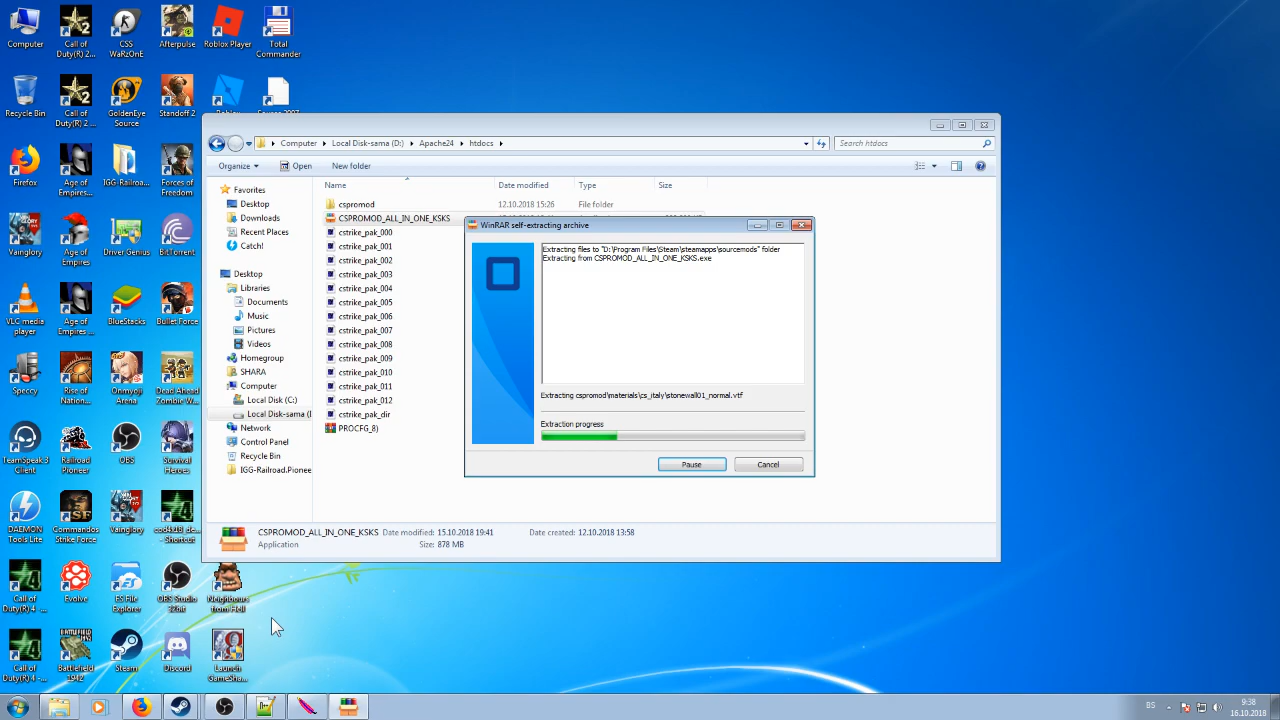 Computer
Call of Duty(R) 2...
CSS WaRzOnE
Afterpulse
Roblox Player
Total Commander
Recycle Bin
Call of Duty(R) 2 ...
GoldenEye Source
Standoff 2
Firefox
Age of Empires ...
IGG-Railroa...
Forces of Freedom
Vainglory
Age of Empires ...
Driver Genius
BitTorrent
VLC media player
Age of Empires ...
BlueStacks
Bullet Force
Speccy
Rise of Nation...
Onmyoji Arena
Dead Ahead Zombie W...
TeamSpeak 3 Client
Railroad Pioneer
OBS
Survival Heroes
DAEMON Tools Lite
Commandos Strike Force
vainglory
Shortcut
Call of Duty(R) 4 -...
Evolve
ES File Explorer
OBS Studio 32bit
Neighbours from Hell
Call of Duty(R) 4 -...
Battlefield 1942
Steam
Discord
Launch GameSha...
Computer
Local Disk-sama (D:)
Apache24
htdocs
Search htdocs
Organize
Open
New folder
Favorites
Desktop
Downloads
Recent Places
Catch!
Desktop
Libraries
Documents
Music
Pictures
Videos
Homegroup
SHARA
Computer
Local Disk (C:)
Local Disk-sama (I
Network
Control Panel
Recycle Bin
IGG-Railroad.Pionee
Name Date modified Type Size
cspromod 12.10.2018 15:26 File folder
CSPROMOD_ALL_IN_ONE_KSKS
cstrike_pak_000
cstrike_pak_001
cstrike_pak_002
cstrike_pak_003
cstrike_pak_004
cstrike_pak_005
cstrike_pak_006
cstrike_pak_007
cstrike_pak_008
cstrike_pak_009
cstrike_pak_010
cstrike_pak_011
cstrike_pak_012
cstrike_pak_dir
PROCFG_8)
WinRAR self-extracting archive
Extracting files to "D:\Program Files\Steam\steamapps\sourcemods" folder
Extracting from CSPROMOD_ALL_IN_ONE_KSKS.exe
Extracting cspromod\materials\cs_italy\stonewall01_normal.vtf
Extraction progress
Pause
Cancel
CSPROMOD_ALL_IN_ONE_KSKS Date modified: 15.10.2018 19:41 Date created: 12.10.2018 13:58
Application Size: 878 MB
BS
9:38
16.10.2018